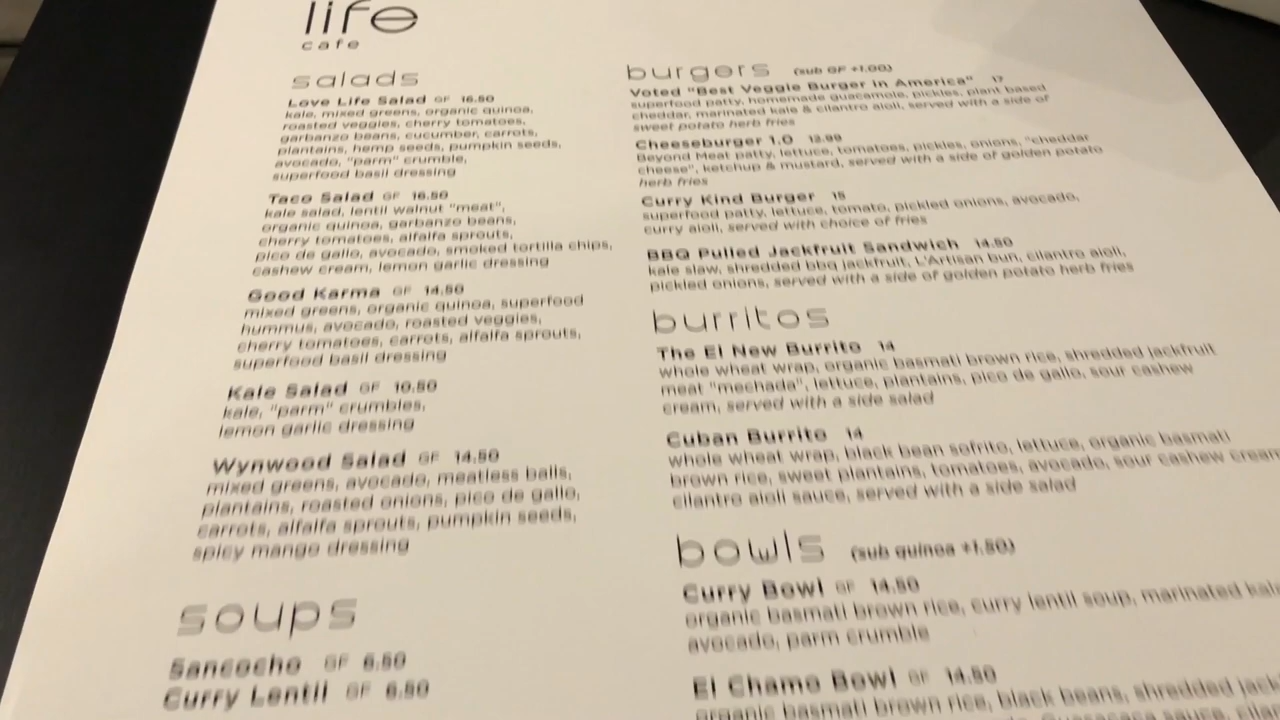 life
cafe
salads
Love Life Salad GF 16.50
kale, mixed greens, organic quinoa,
roasted veggies, cherry tomatoes,
garbanzo beans, cucumber, carrots,
plantains, hemp seeds, pumpkin seeds,
avocado, "parm" crumble,
superfood basil dressing
Taco Salad GF 16.50
kale salad, lentil walnut "meat",
organic quinoa, garbanzo beans,
cherry tomatoes, alfalfa sprouts,
pico de gallo, avocado, smoked tortilla chips,
cashew cream, lemon garlic dressing
Good Karma GF 14.50
mixed greens, organic quinoa, superfood
hummus, avocado, roasted veggies,
cherry tomatoes, carrots, alfalfa sprouts,
superfood basil dressing
Kale Salad GF 10.50
kale, "parm" crumbles,
lemon garlic dressing
Wynwood Salad GF 14.50
mixed greens, avocado, meatless balls,
plantains, roasted onions, pico de gallo,
carrots, alfalfa sprouts, pumpkin seeds,
spicy mango dressing
soups
Sancocho GF 6.50
Curry Lentil GF 6.50
burgers (sub GF +1.00)
Voted "Best Veggie Burger in America" 17
superfood patty, homemade guacamole, pickles, plant based
cheddar, marinated kale & cilantro aioli, served with a side of
sweet potato herb fries
Cheeseburger 1.0 12.99
Beyond Meat patty, lettuce, tomatoes, pickles, onions, "cheddar
cheese", ketchup & mustard, served with a side of golden potato
herb fries
Curry Kind Burger 15
superfood patty, lettuce, tomato, pickled onions, avocado,
curry aioli, served with choice of fries
BBQ Pulled Jackfruit Sandwich 14.50
kale slaw, shredded bbq jackfruit, L'Artisan bun, cilantro aioli,
pickled onions, served with a side of golden potato herb fries
burritos
The El New Burrito 14
whole wheat wrap, organic basmati brown rice, shredded jackfruit
meat "mechada", lettuce, plantains, pico de gallo, sour cashew
cream, served with a side salad
Cuban Burrito 14
whole wheat wrap, black bean sofrito, lettuce, organic basmati
brown rice, sweet plantains, tomatoes, avocado, sour cashew cream
cilantro aioli sauce, served with a side salad
bowls (sub quinoa +1.50)
Curry Bowl GF 14.50
organic basmati brown rice, curry lentil soup, marinated kale
avocado, parm crumble
El Chamo Bowl GF 14.50
organic basmati brown rice, black beans, shredded jack
sauce,